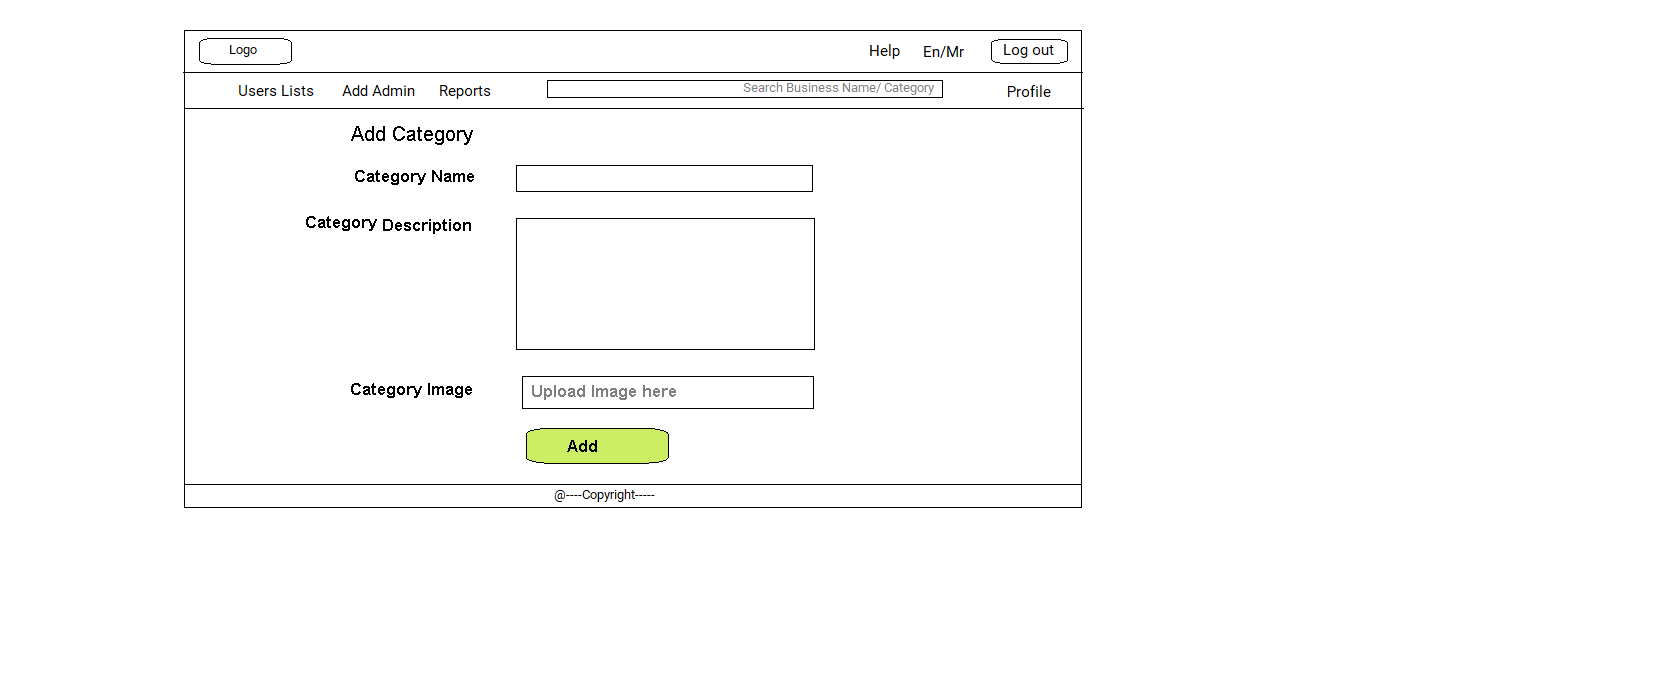 Logo Help En/Mr Log out
Users Lists Add Admin Reports Search Business Name/ Category Profile
Add Category
Category Name
Category Description
Category Image Upload Image here
Add
@----Copyright-----